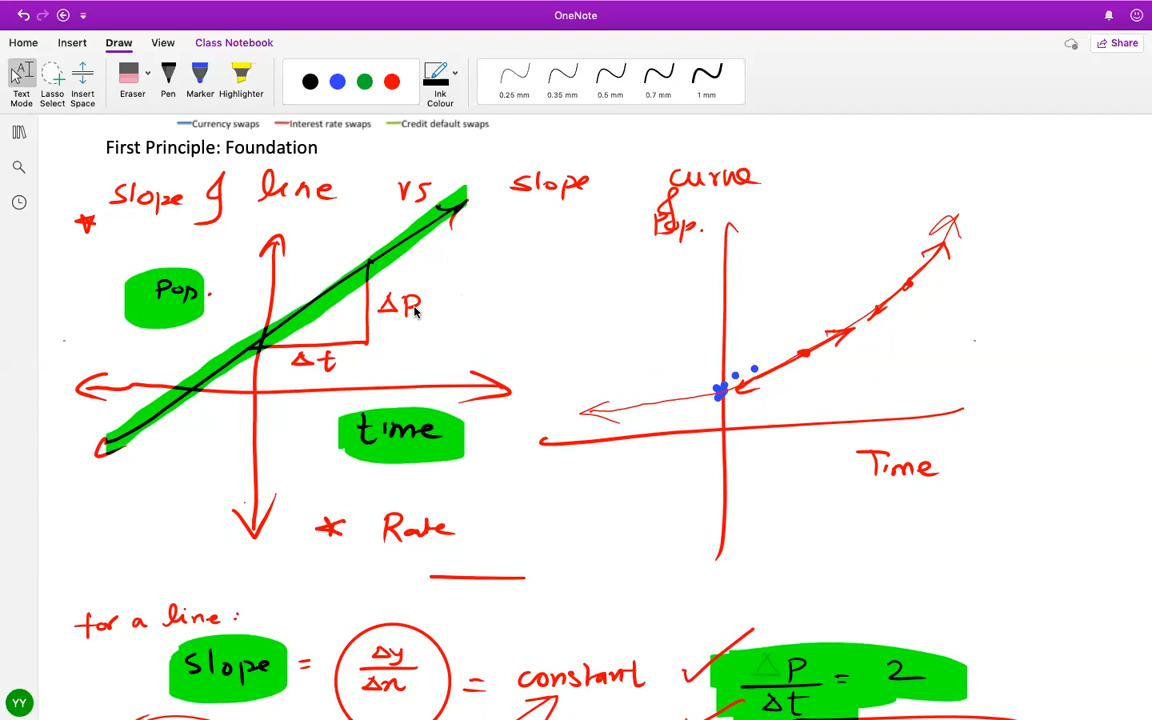 OneNote
Home Insert Draw View Class Notebook Share
Text Mode Lasso Select Insert Space Eraser Pen Marker Highlighter Ink Colour 0.25 mm 0.35 mm 0.5 mm 0.7 mm 1 mm
Currency swaps Interest rate swaps Credit default swaps
First Principle: Foundation
slope of line vs slope of curve
Pop.
Pop.
ΔP
Δt
time
Time
* Rate
for a line:
slope = Δy/Δx = constant ΔP/Δt = 2
YY